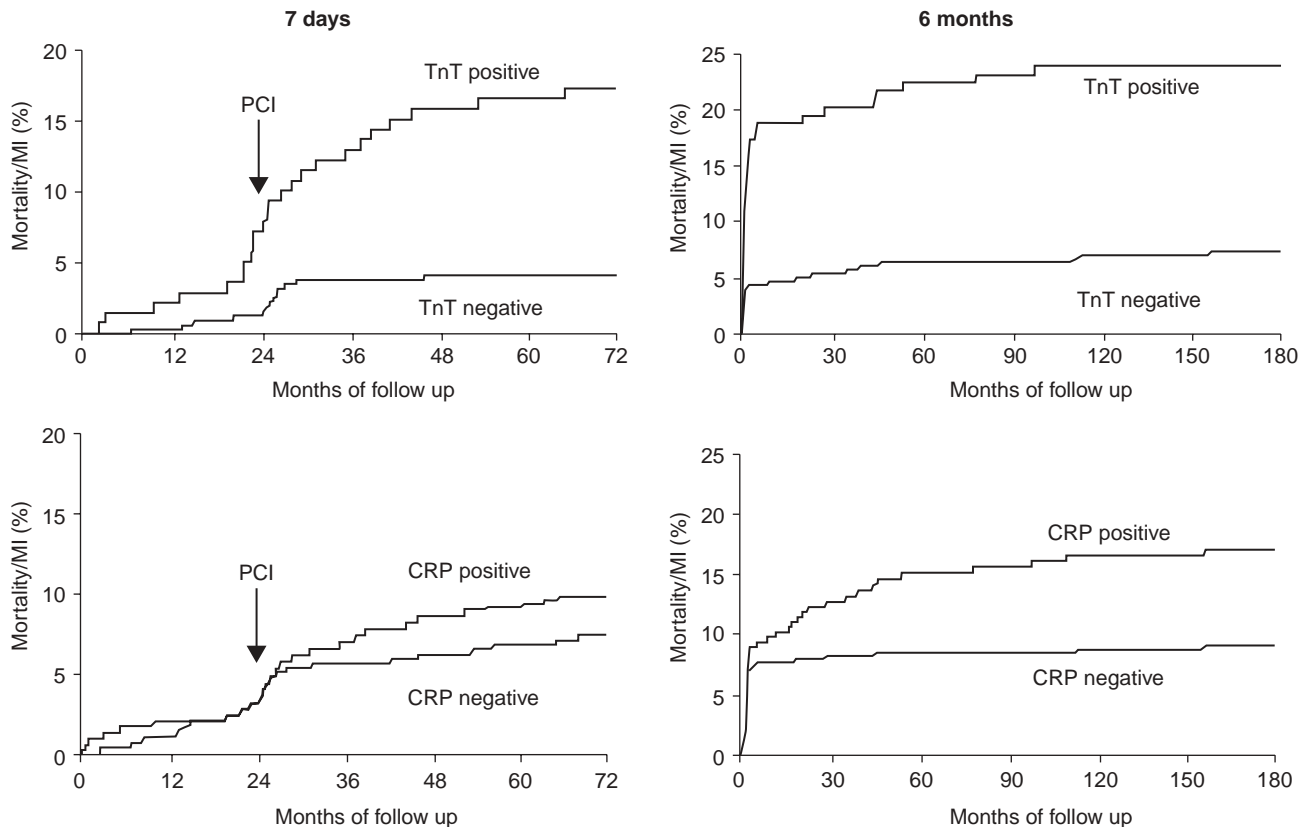 7 days
20
15
10
5
0
Mortality/MI (%)
PCI
TnT positive
TnT negative
0 12 24 36 48 60 72
Months of follow up
6 months
25
20
15
10
5
0
Mortality/MI (%)
TnT positive
TnT negative
0 30 60 90 120 150 180
Months of follow up
20
15
10
5
0
Mortality/MI (%)
PCI
CRP positive
CRP negative
0 12 24 36 48 60 72
Months of follow up
25
20
15
10
5
0
Mortality/MI (%)
CRP positive
CRP negative
0 30 60 90 120 150 180
Months of follow up